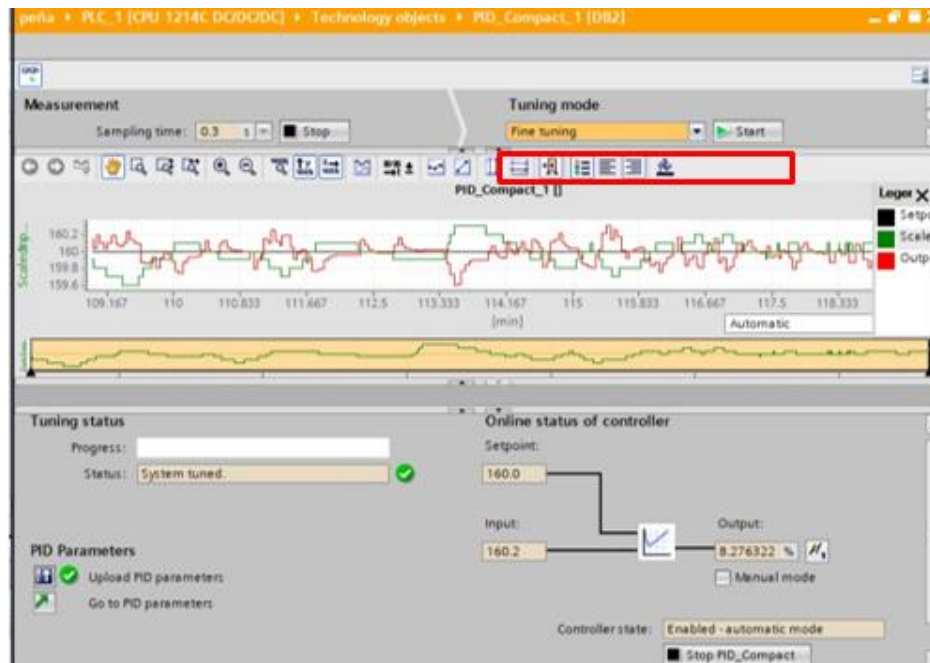 peña ▸ PLC_1 [CPU 1214C DC/DC/DC] ▸ Technology objects ▸ PID_Compact_1 [DB2]
Measurement
Tuning mode
Sampling time: 0.3 s
Stop
Fine tuning
Start
PID_Compact_1 []
Leger
Setpo
Scale
Outp
ScaledInp...
160.2
160
159.8
159.6
109.167 110 110.833 111.667 112.5 113.333 114.167 115 115.833 116.667 117.5 118.333
[min]
Automatic
Tuning status
Progress:
Status: System tuned.
Online status of controller
Setpoint:
160.0
Input:
160.2
Output:
8.276322 %
Manual mode
PID Parameters
Upload PID parameters
Go to PID parameters
Controller state: Enabled - automatic mode
Stop PID_Compact